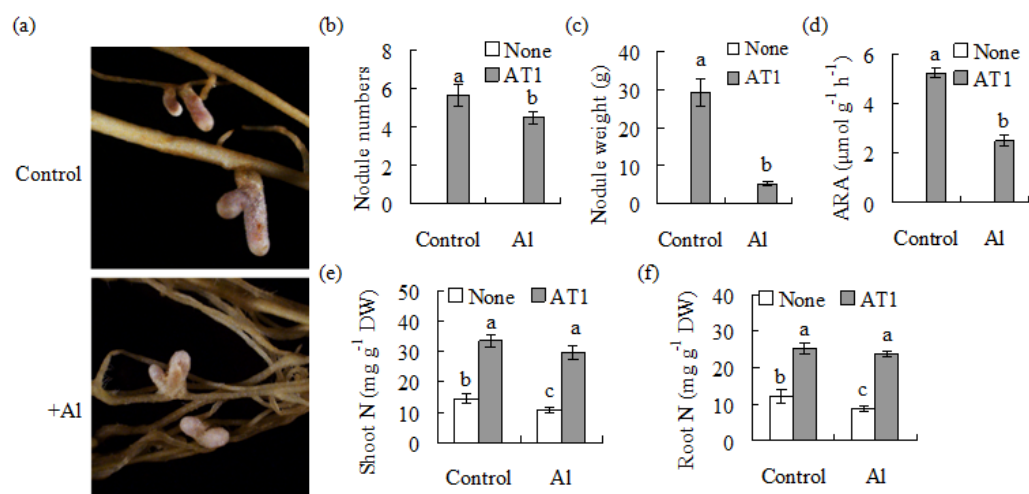 (a)
Control
+Al
(b)
None
AT1
Nodule numbers
8
6
4
2
0
a
b
Control Al
(c)
None
AT1
Nodule weight (g)
40
30
20
10
0
a
b
Control Al
(d)
None
AT1
ARA (μmol g⁻¹ h⁻¹)
6
4
2
0
a
b
Control Al
(e)
None AT1
Shoot N (mg g⁻¹ DW)
50
40
30
20
10
0
b
a
c
a
Control Al
(f)
None AT1
Root N (mg g⁻¹ DW)
40
30
20
10
0
b
a
c
a
Control Al